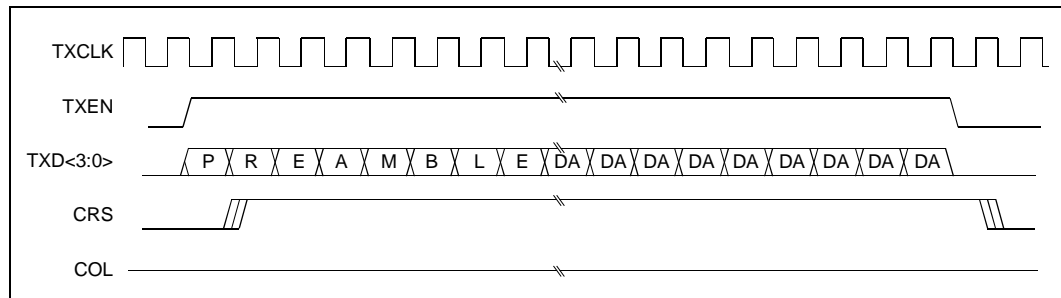 TXCLK
TXEN
TXD<3:0> P R E A M B L E DA DA DA DA DA DA DA DA DA
CRS
COL